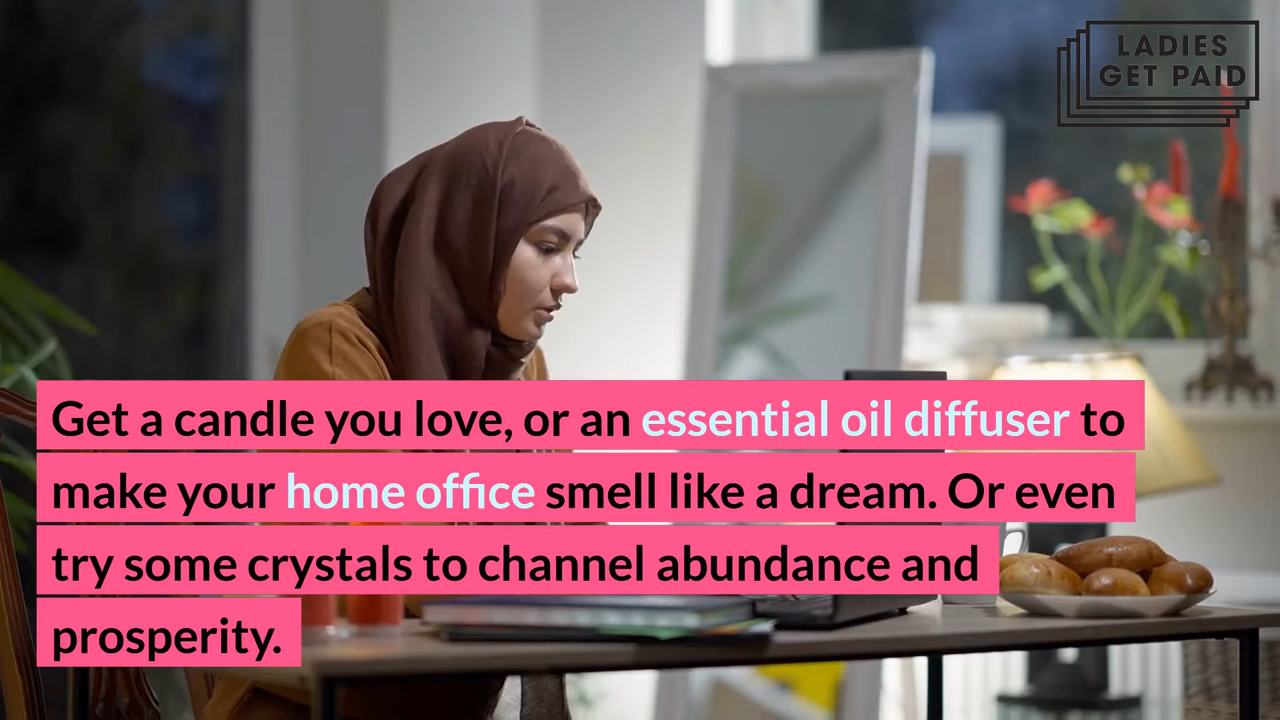 LADIES
GET PAID
Get a candle you love, or an essential oil diffuser to
make your home office smell like a dream. Or even
try some crystals to channel abundance and
prosperity.